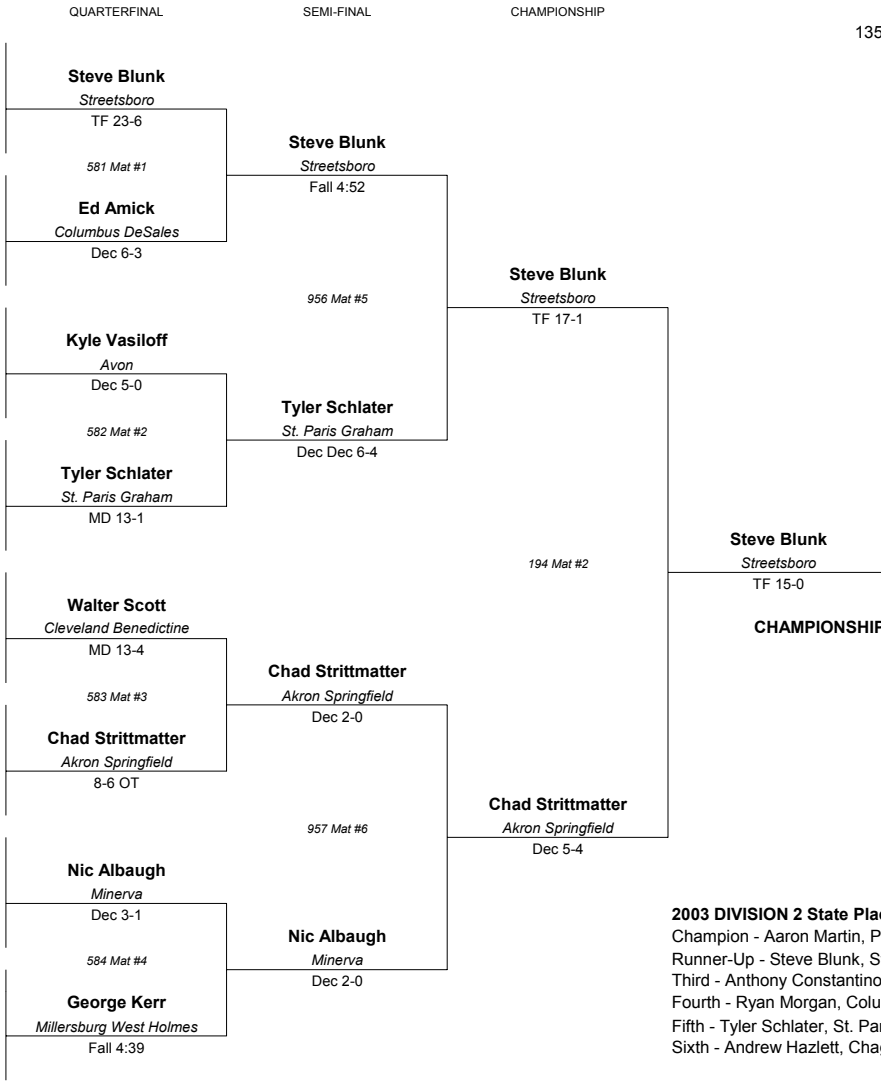 QUARTERFINAL
SEMI-FINAL
CHAMPIONSHIP
135
Steve Blunk
Streetsboro
TF 23-6
581 Mat #1
Ed Amick
Columbus DeSales
Dec 6-3
Kyle Vasiloff
Avon
Dec 5-0
582 Mat #2
Tyler Schlater
St. Paris Graham
MD 13-1
Walter Scott
Cleveland Benedictine
MD 13-4
583 Mat #3
Chad Strittmatter
Akron Springfield
8-6 OT
Nic Albaugh
Minerva
Dec 3-1
584 Mat #4
George Kerr
Millersburg West Holmes
Fall 4:39
Steve Blunk
Streetsboro
Fall 4:52
956 Mat #5
Tyler Schlater
St. Paris Graham
Dec Dec 6-4
Chad Strittmatter
Akron Springfield
Dec 2-0
957 Mat #6
Nic Albaugh
Minerva
Dec 2-0
Steve Blunk
Streetsboro
TF 17-1
194 Mat #2
Chad Strittmatter
Akron Springfield
Dec 5-4
Steve Blunk
Streetsboro
TF 15-0
CHAMPIONSHIP
2003 DIVISION 2 State Pla
Champion - Aaron Martin, P
Runner-Up - Steve Blunk, S
Third - Anthony Constantino
Fourth - Ryan Morgan, Colu
Fifth - Tyler Schlater, St. Par
Sixth - Andrew Hazlett, Cha